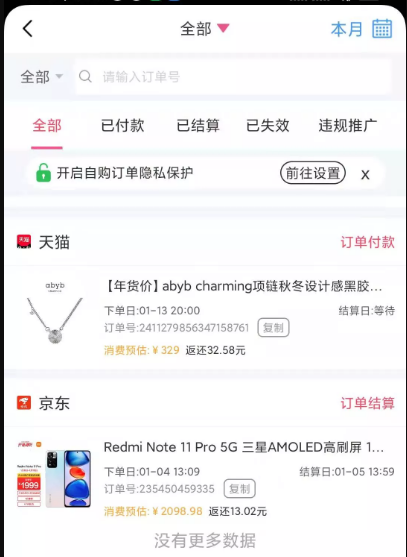 全部
本月
全部
请输入订单号
全部 已付款 已结算 已失效 违规推广
开启自购订单隐私保护 前往设置 x
天猫 订单付款
abyb
【年货价】abyb charming项链秋冬设计感黑胶...
下单日:01-13 20:00 结算日:等待
订单号:2411279856347158761 复制
消费预估:￥329 返还32.58元
京东 订单结算
Redmi Note 11 Pro 5G 三星AMOLED高刷屏 1...
1999
下单日:01-04 13:09 结算日:01-05 13:59
订单号:235450459335 复制
消费预估:￥2098.98 返还13.02元
没有更多数据